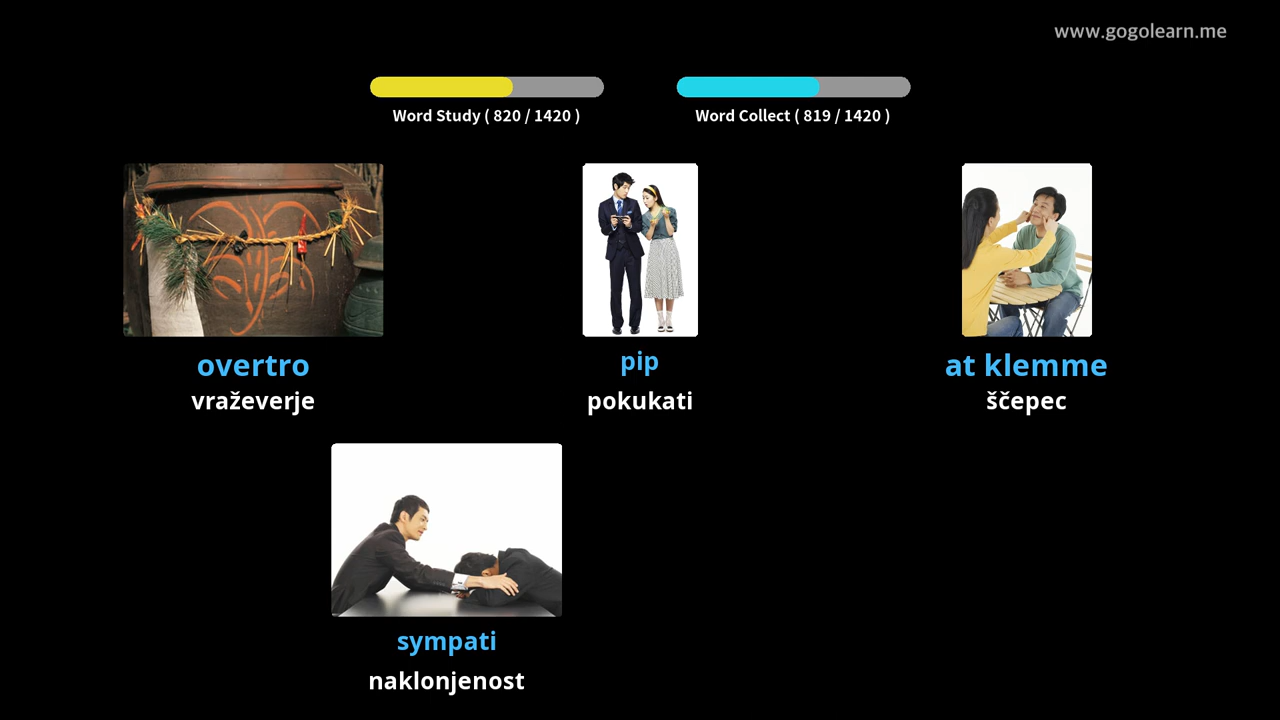 www.gogolearn.me
Word Study ( 820 / 1420 )
Word Collect ( 819 / 1420 )
overtro
vraževerje
pip
pokukati
at klemme
ščepec
sympati
naklonjenost